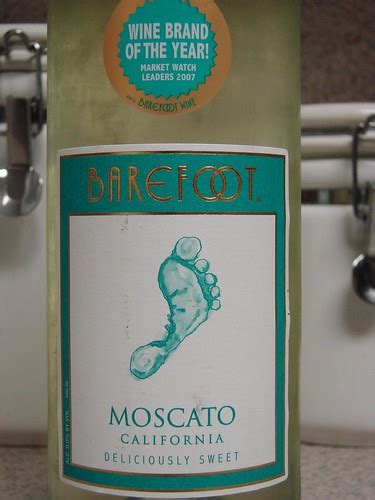 WINE BRAND
OF THE YEAR!
MARKET WATCH
LEADERS 2007
BAREFOOT WINE
BAREFOOT
MOSCATO
CALIFORNIA
DELICIOUSLY SWEET